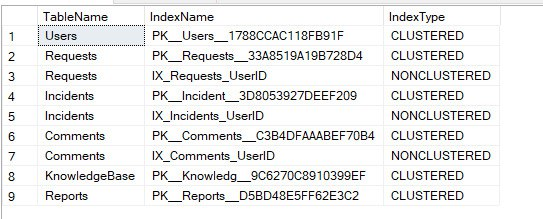 TableName IndexName IndexType
1 Users PK__Users__1788CCAC118FB91F CLUSTERED
2 Requests PK__Requests__33A8519A19B728D4 CLUSTERED
3 Requests IX_Requests_UserID NONCLUSTERED
4 Incidents PK__Incident__3D8053927DEEF209 CLUSTERED
5 Incidents IX_Incidents_UserID NONCLUSTERED
6 Comments PK__Comments__C3B4DFAAABEF70B4 CLUSTERED
7 Comments IX_Comments_UserID NONCLUSTERED
8 KnowledgeBase PK__Knowledg__9C6270C8910399EF CLUSTERED
9 Reports PK__Reports__D5BD48E5FF62E3C2 CLUSTERED